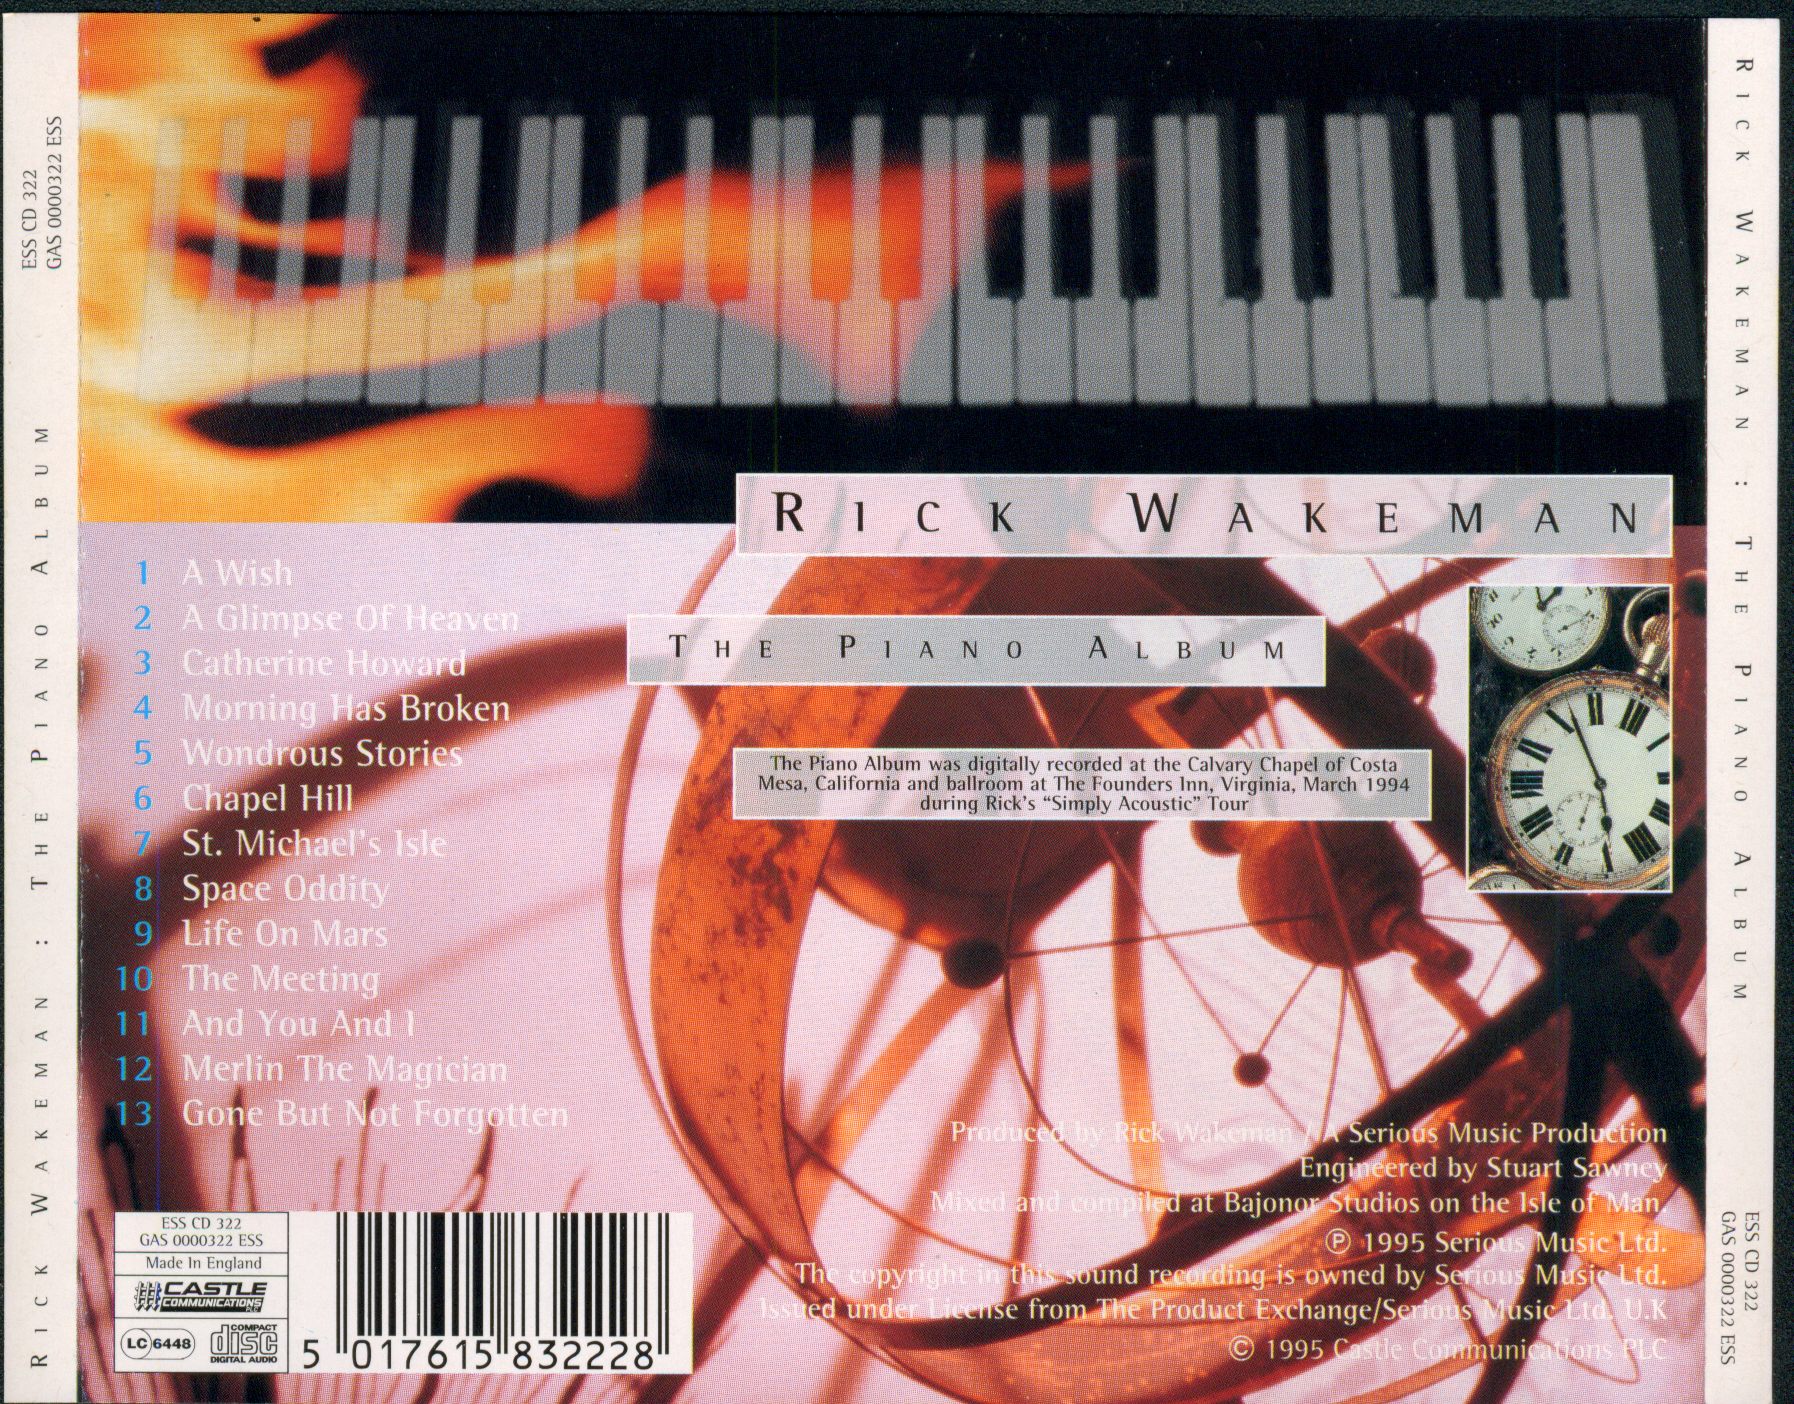 ESS CD 322
GAS 0000322 ESS
RICK WAKEMAN : THE PIANO ALBUM
RICK WAKEMAN
THE PIANO ALBUM
The Piano Album was digitally recorded at the Calvary Chapel of Costa
Mesa, California and ballroom at The Founders Inn, Virginia, March 1994
during Rick's “Simply Acoustic” Tour
1 A Wish
2 A Glimpse Of Heaven
3 Catherine Howard
4 Morning Has Broken
5 Wondrous Stories
6 Chapel Hill
7 St. Michael's Isle
8 Space Oddity
9 Life On Mars
10 The Meeting
11 And You And I
12 Merlin The Magician
13 Gone But Not Forgotten
Produced by Rick Wakeman / A Serious Music Production
Engineered by Stuart Sawney
Mixed and compiled at Bajonor Studios on the Isle of Man.
℗ 1995 Serious Music Ltd.
The copyright in this sound recording is owned by Serious Music Ltd.
Issued under License from The Product Exchange/Serious Music Ltd. U.K
© 1995 Castle Communications PLC
ESS CD 322
GAS 0000322 ESS
Made In England
CASTLE
COMMUNICATIONS
PLC
LC 6448
COMPACT
disc
DIGITAL AUDIO
5 017615 832228
RICK WAKEMAN : THE PIANO ALBUM
ESS CD 322
GAS 0000322 ESS